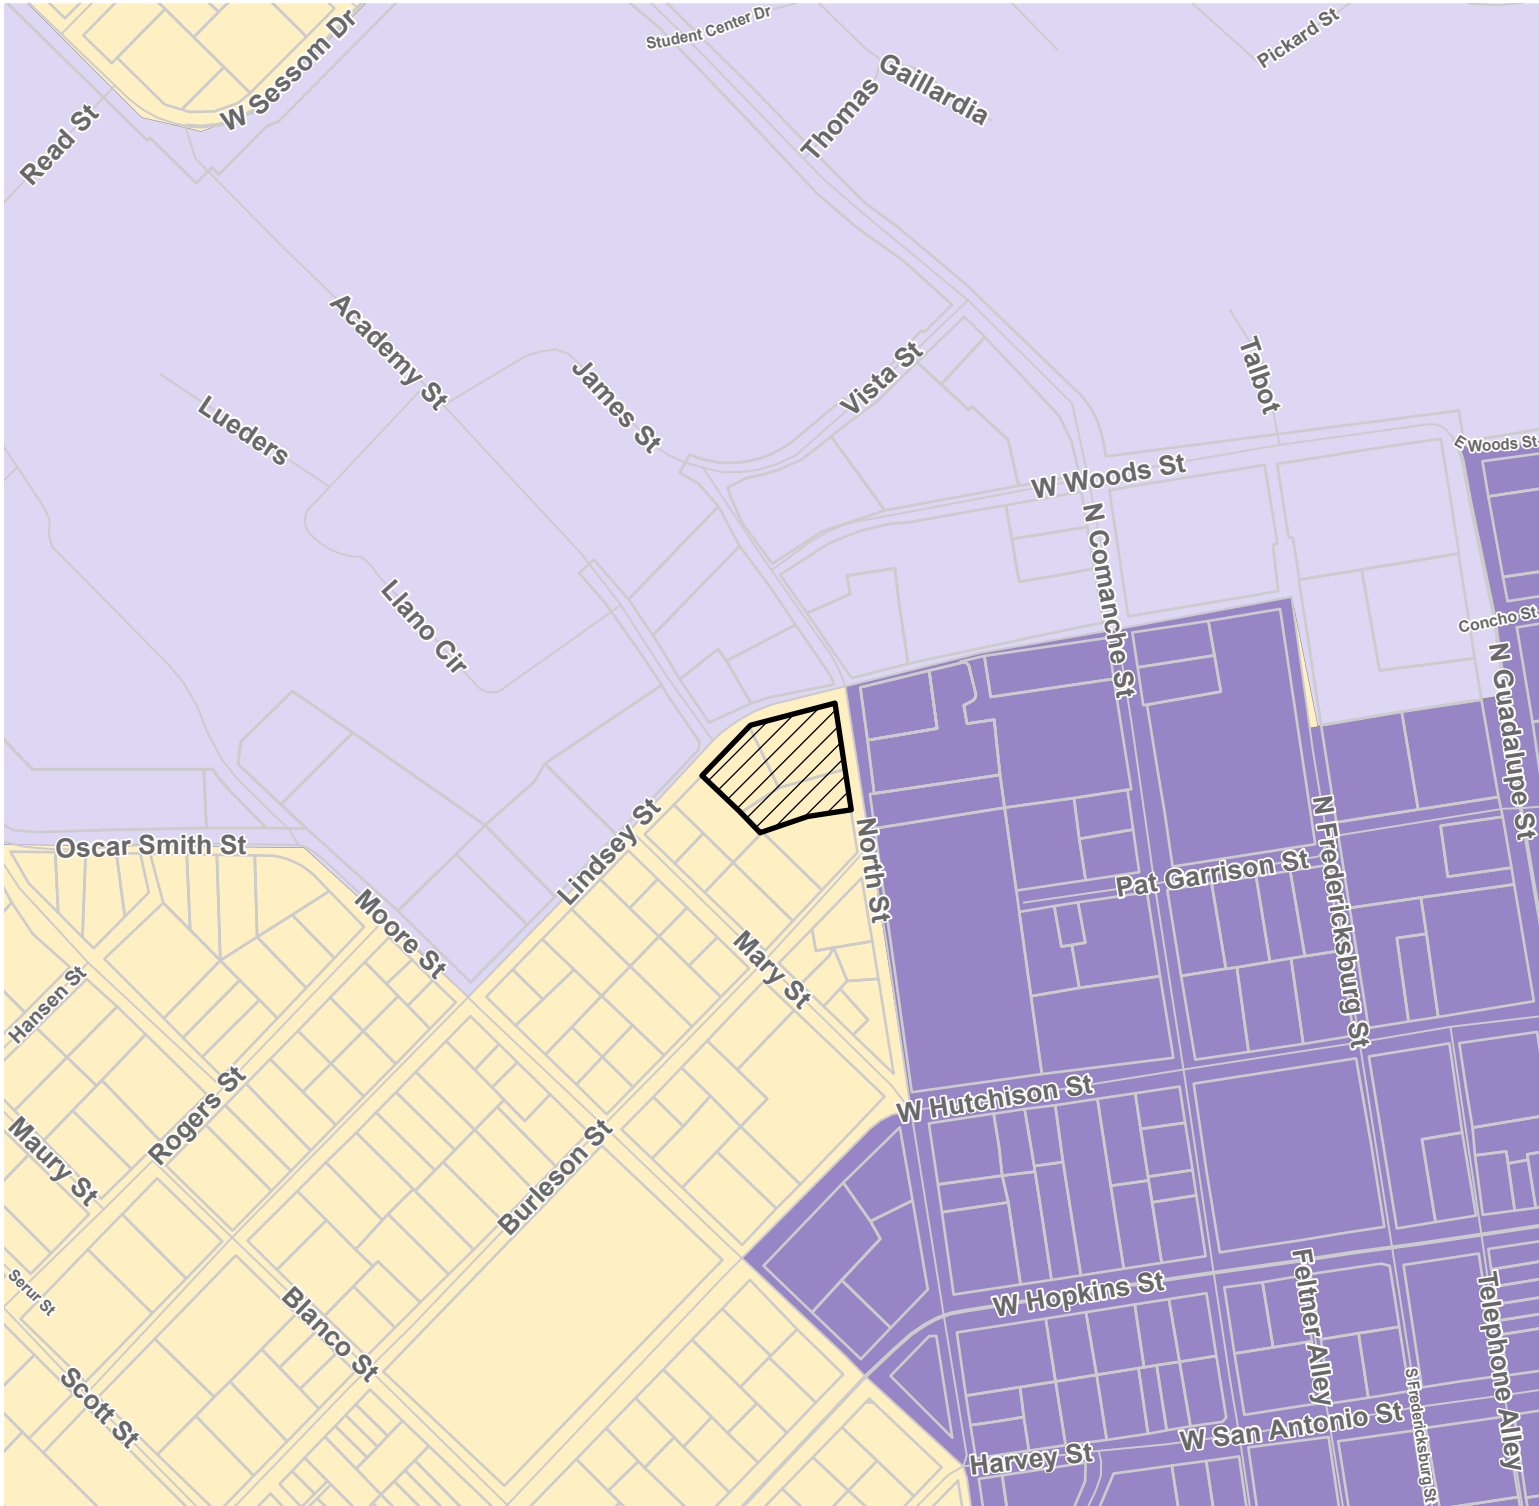 Student Center Dr
Pickard St
W Sessom Dr
Gaillardia
Thomas
Read St
Academy St
James St
Vista St
Talbot
Lueders
E Woods St
W Woods St
N Comanche St
Llano Cir
Concho St
N Guadalupe St
Oscar Smith St
Lindsey St
North St
N Fredericksburg St
Pat Garrison St
Moore St
Mary St
Hansen St
Rogers St
W Hutchison St
Maury St
Burleson St
Serur St
Blanco St
W Hopkins St
Feltner Alley
Telephone Alley
Scott St
S Fredericksburg St
W San Antonio St
Harvey St